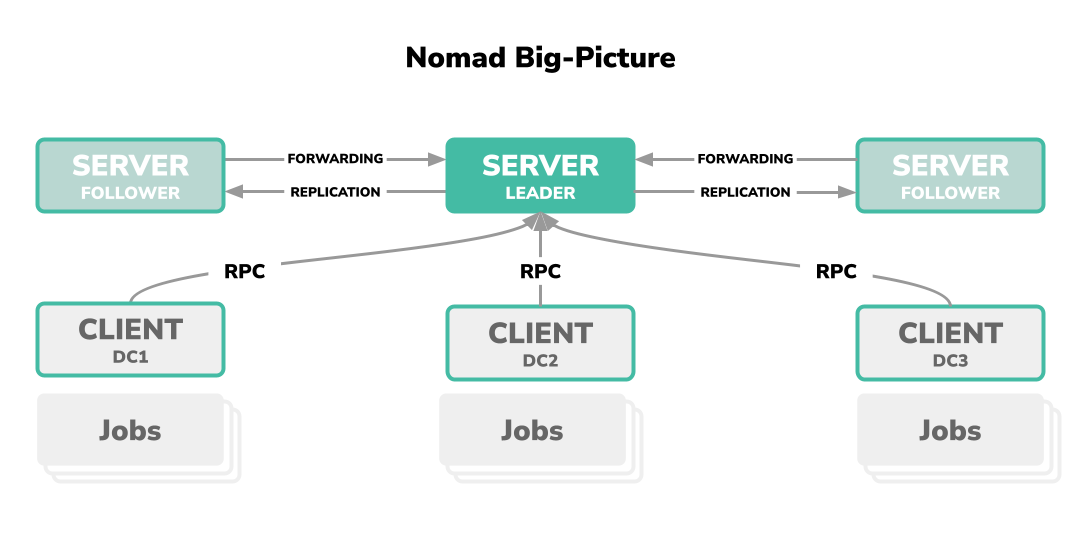 Nomad Big-Picture
SERVER
FOLLOWER
FORWARDING
REPLICATION
SERVER
LEADER
FORWARDING
REPLICATION
SERVER
FOLLOWER
RPC
RPC
RPC
CLIENT
DC1
CLIENT
DC2
CLIENT
DC3
Jobs
Jobs
Jobs